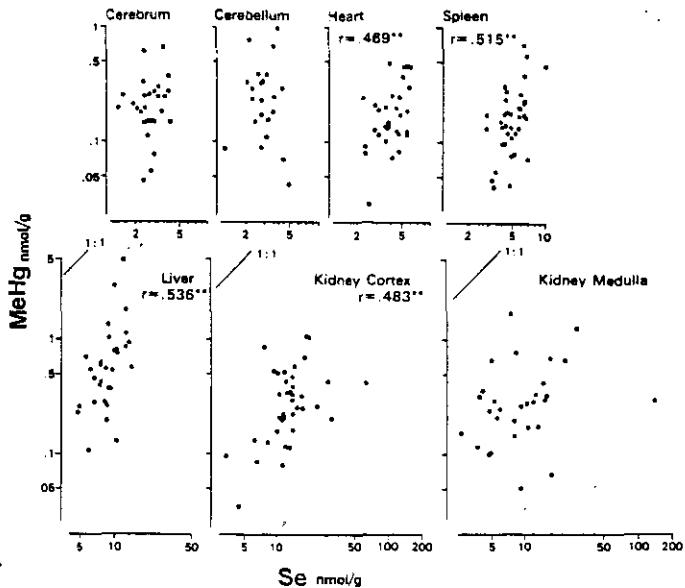 Cerebrum Cerebellum Heart Spleen
r=.469** r=.515**
1
.5
.1
.05
2 5 2 5 2 5 2 5 10
MeHg nmol/g
1:1 1:1 1:1
Liver Kidney Cortex Kidney Medulla
r=.536** r=.483**
5
.1
.5
.1
05
5 10 50 5 10 50 100 200 5 10 50 100 200
Se nmol/g